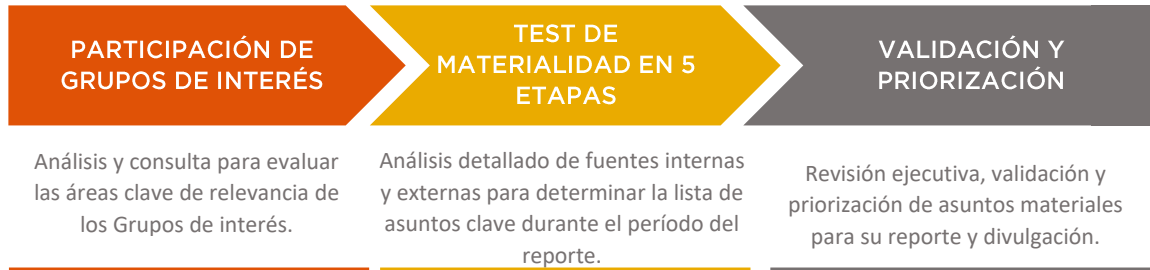 PARTICIPACIÓN DE
GRUPOS DE INTERÉS
Análisis y consulta para evaluar
las áreas clave de relevancia de
los Grupos de interés.
TEST DE
MATERIALIDAD EN 5
ETAPAS
Análisis detallado de fuentes internas
y externas para determinar la lista de
asuntos clave durante el período del
reporte.
VALIDACIÓN Y
PRIORIZACIÓN
Revisión ejecutiva, validación y
priorización de asuntos materiales
para su reporte y divulgación.